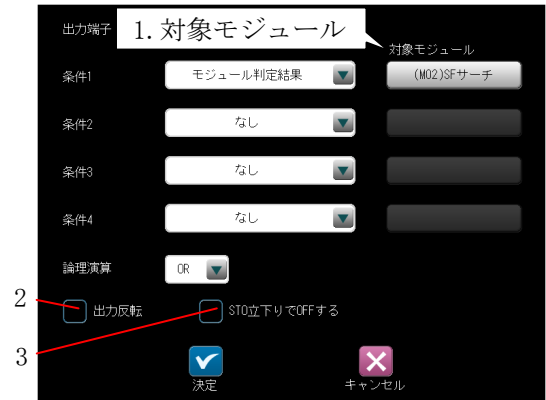 出力端子
1. 対象モジュール
対象モジュール
条件1 モジュール判定結果 (M02)SFサーチ
条件2 なし
条件3 なし
条件4 なし
論理演算 OR
2 出力反転 STO立下りでOFFする
3
決定 キャンセル